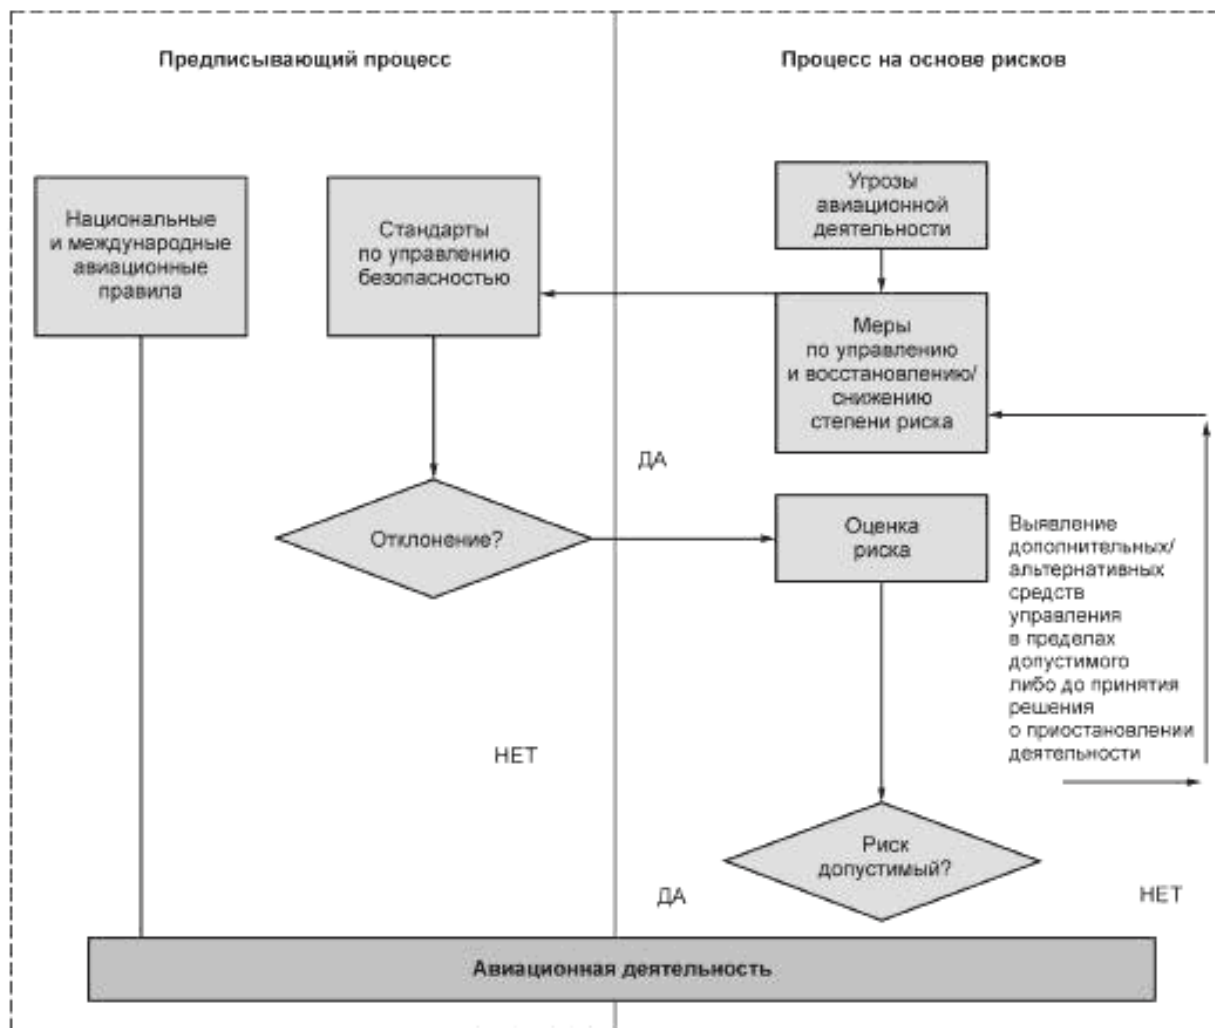 Предписывающий процесс
Процесс на основе рисков
Национальные
и международные
авиационные
правила
Стандарты
по управлению
безопасностью
Угрозы
авиационной
деятельности
Меры
по управлению
и восстановлению/
снижению
степени риска
ДА
Отклонение?
Оценка
риска
Выявление
дополнительных/
альтернативных
средств
управления
в пределах
допустимого
либо до принятия
решения
о приостановлении
деятельности
НЕТ
Риск
допустимый?
ДА
НЕТ
Авиационная деятельность